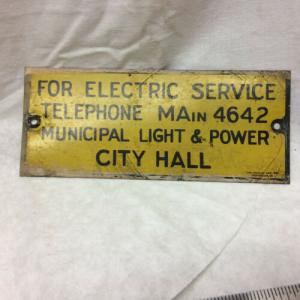 FOR ELECTRIC SERVICE
TELEPHONE MAIN 4642
MUNICIPAL LIGHT & POWER
CITY HALL